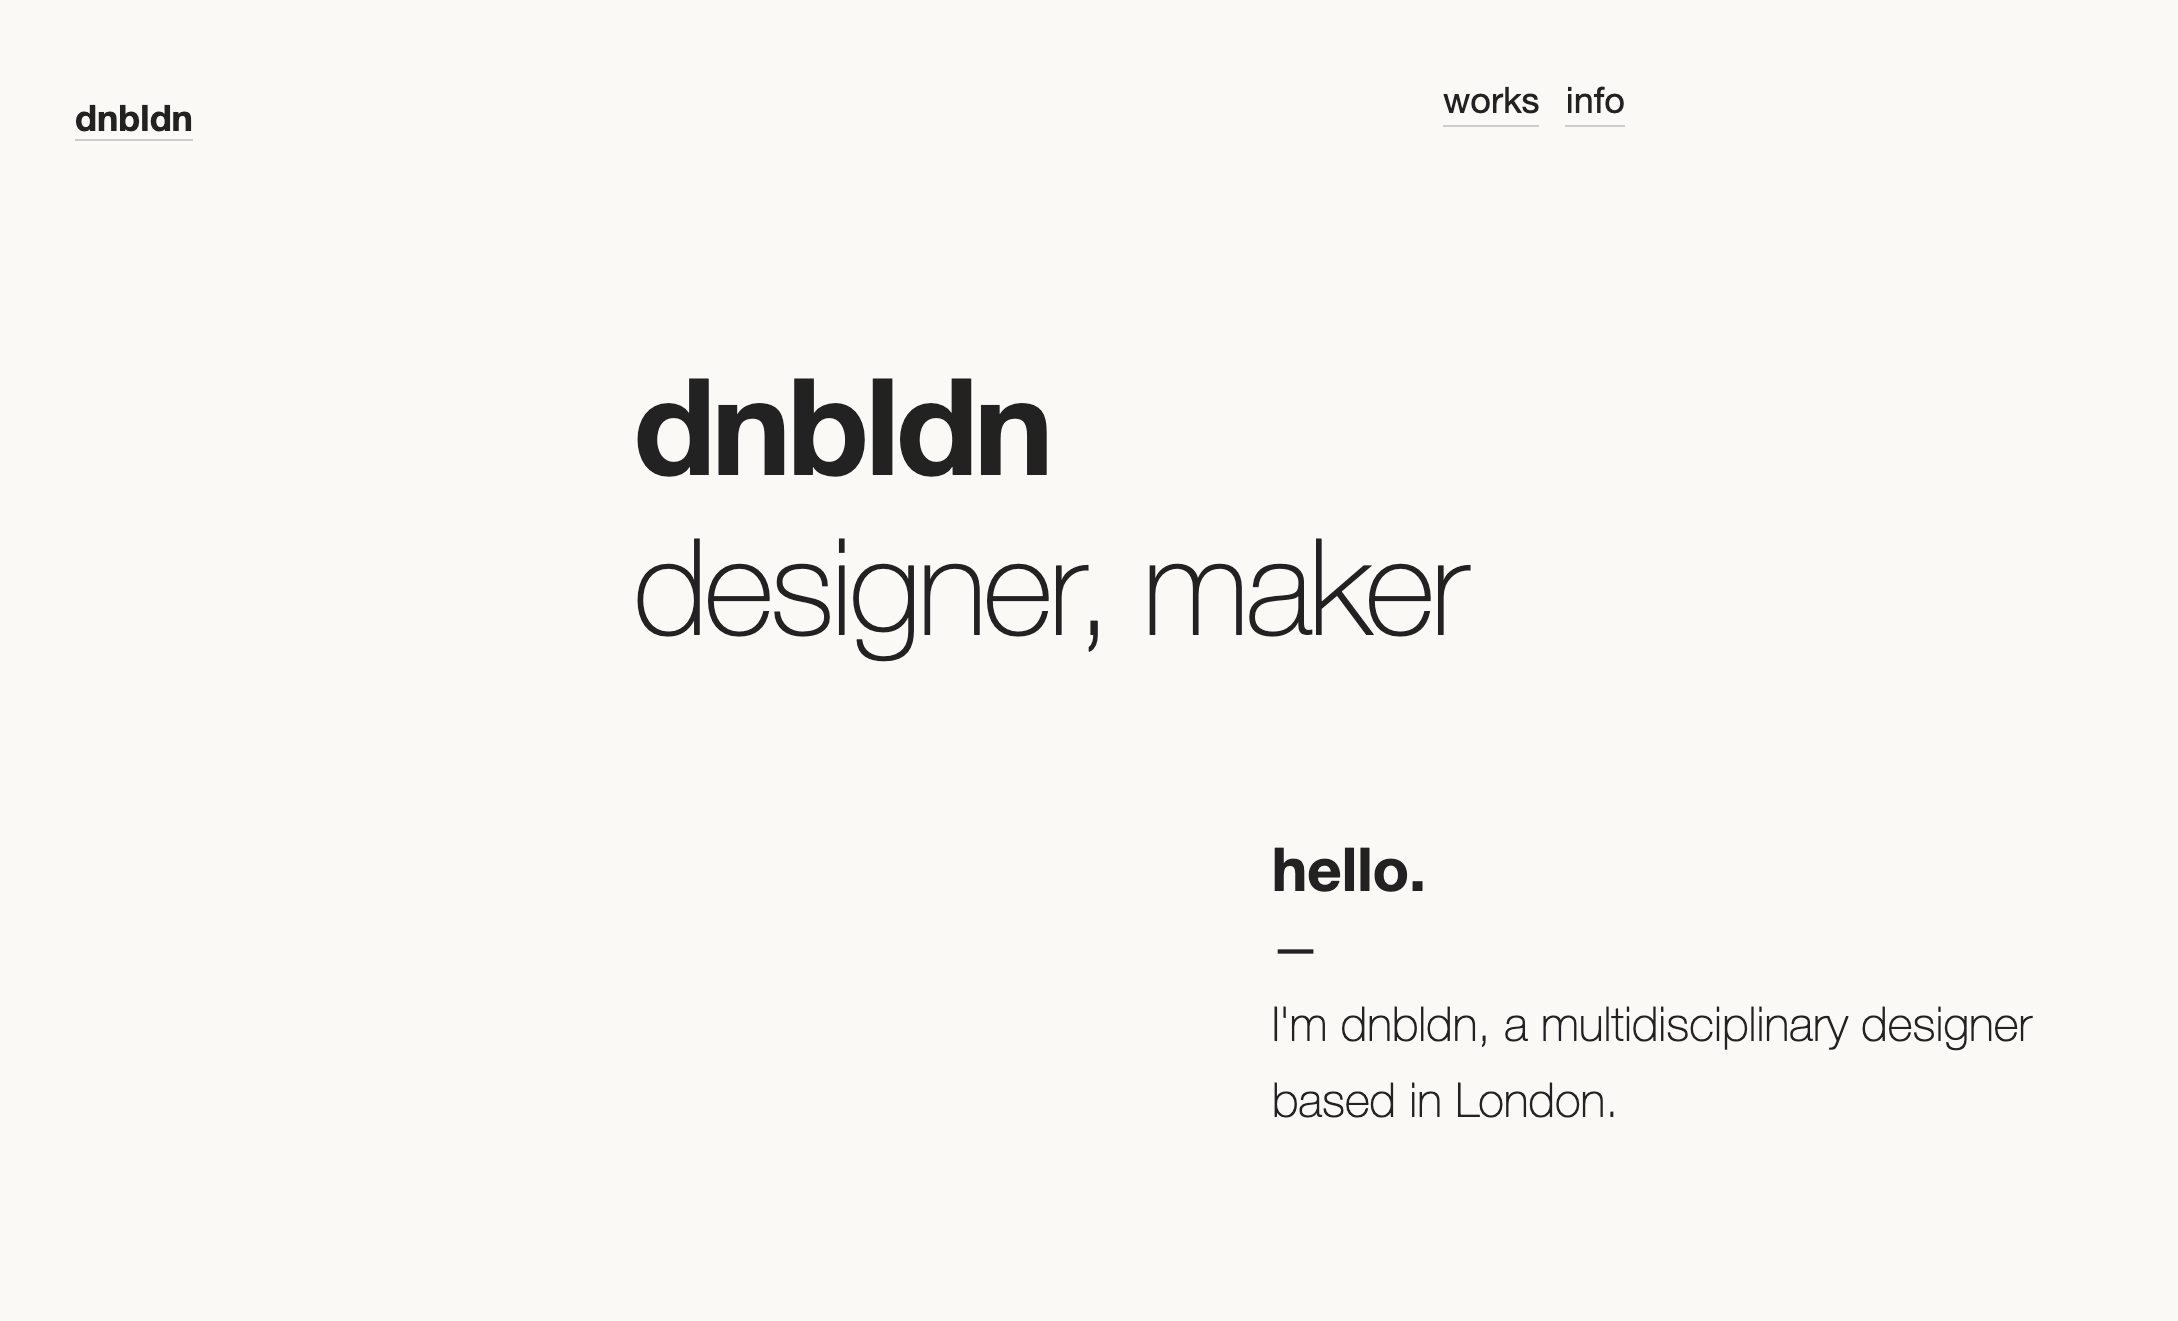 dnbldn
works info
dnbldn
designer, maker
hello.
—
I'm dnbldn, a multidisciplinary designer
based in London.